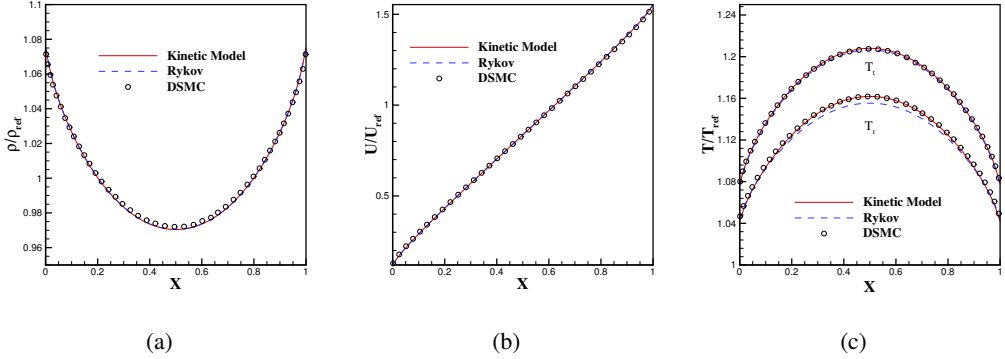 1.1
1.08
1.06
1.04
1.02
1
0.98
0.96
ρ/ρref
Kinetic Model
Rykov
DSMC
0 0.2 0.4 0.6 0.8 1
X
(a)
1.5
1
0.5
U/Uref
Kinetic Model
Rykov
DSMC
0 0.2 0.4 0.6 0.8 1
X
(b)
1.24
1.2
1.16
1.12
1.08
1.04
1
T/Tref
Tt
Tr
Kinetic Model
Rykov
DSMC
0 0.2 0.4 0.6 0.8 1
X
(c)